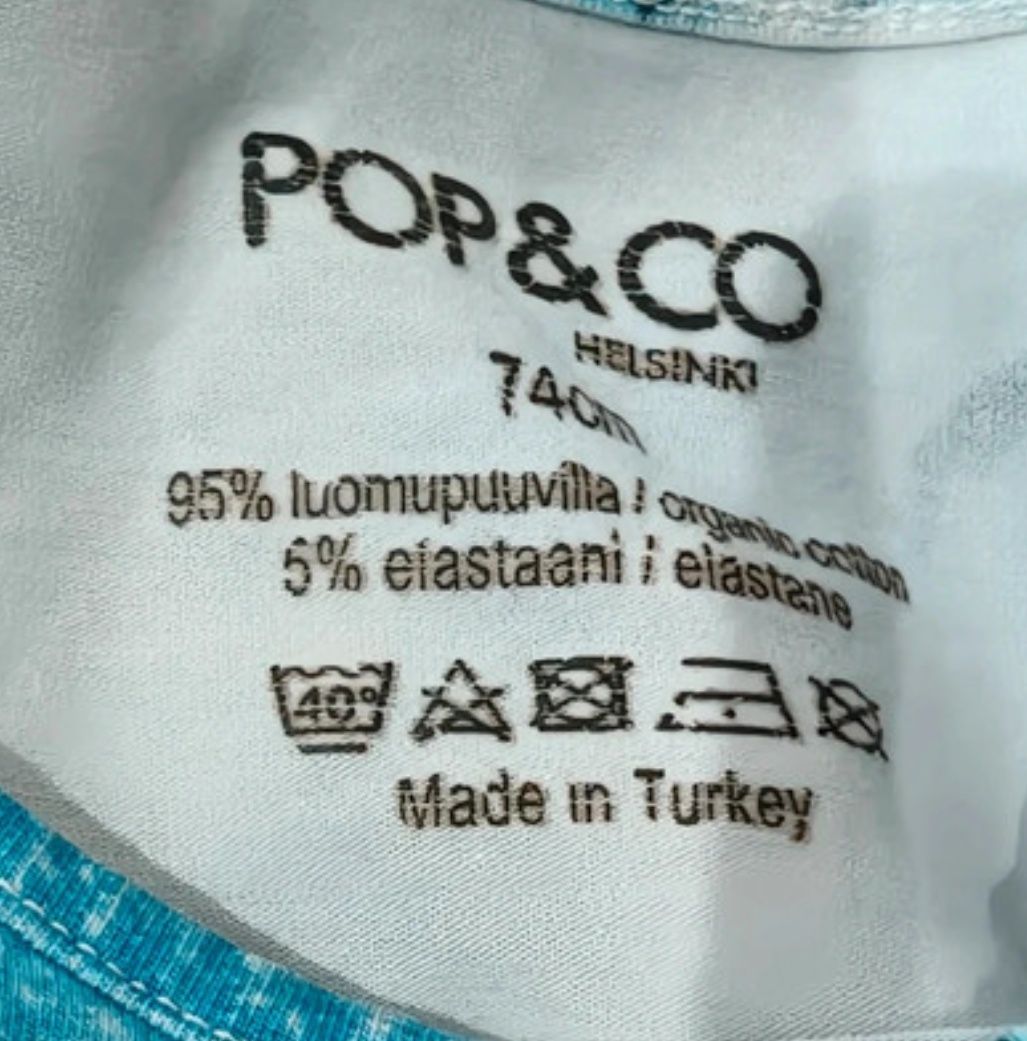 POP&CO
HELSINKI
74cm
95% luomupuuvilla / organic cotton
5% elastaani / elastane
40°
Made in Turkey